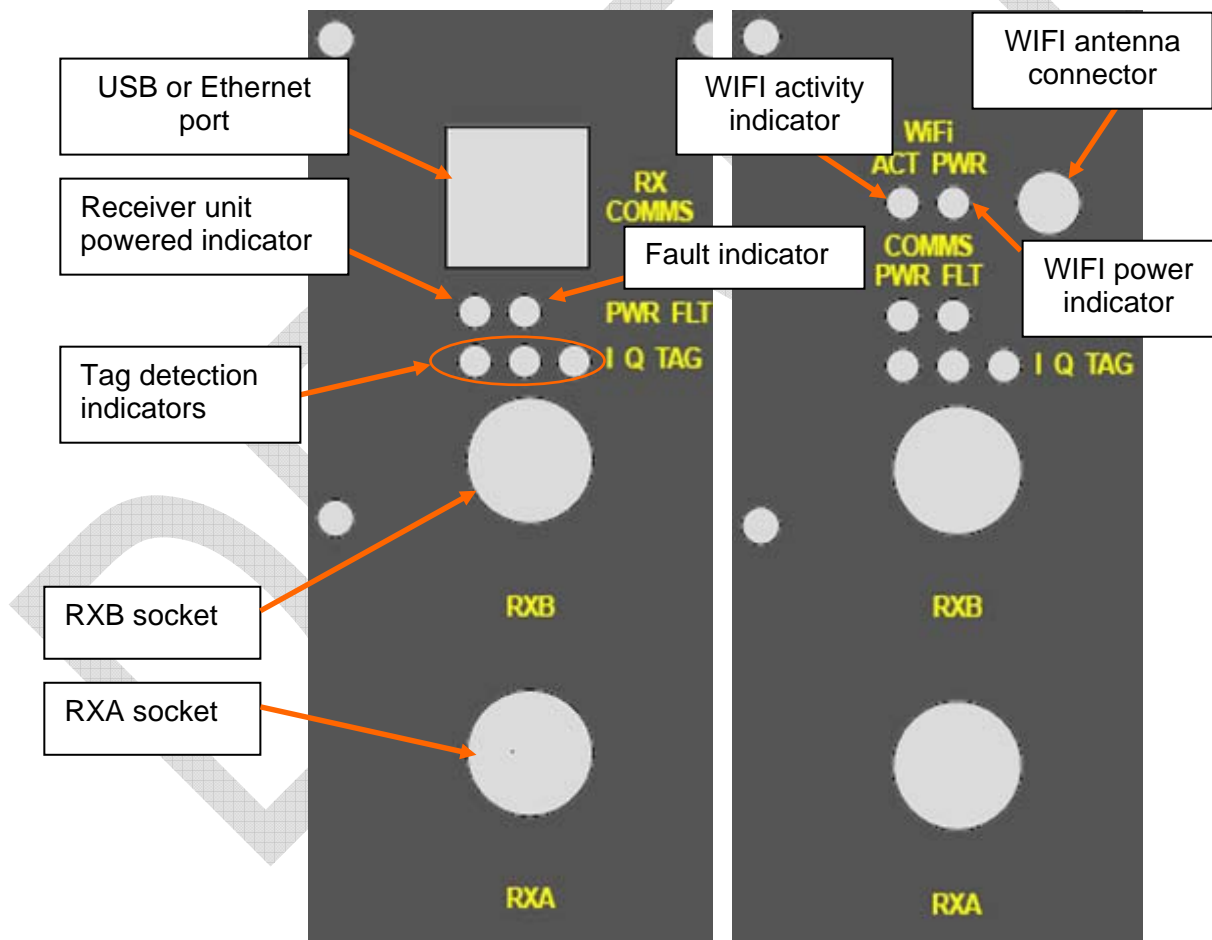 USB or Ethernet
port
Receiver unit
powered indicator
Tag detection
indicators
RXB socket
RXA socket
RX
COMMS
Fault indicator
PWR FLT
I Q TAG
RXB
RXA
WIFI activity
indicator
WIFI antenna
connector
WiFi
ACT PWR
COMMS
PWR FLT
WIFI power
indicator
I Q TAG
RXB
RXA